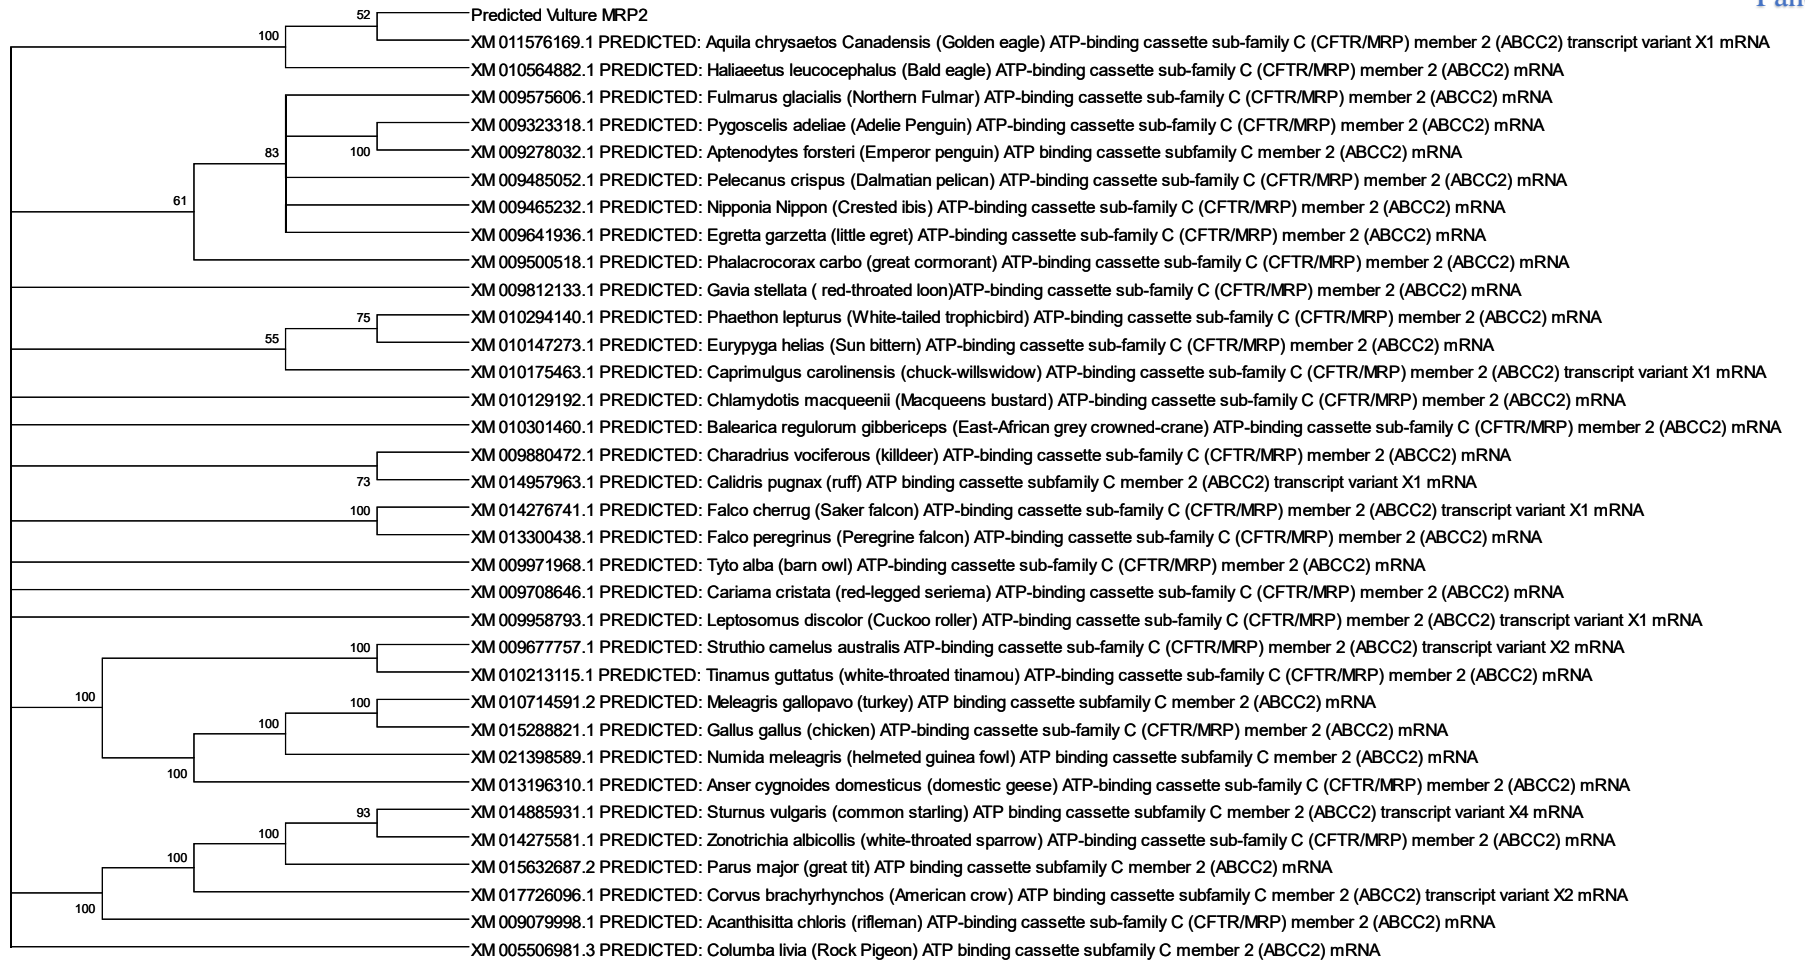 52
Predicted Vulture MRP2
100
XM 011576169.1 PREDICTED: Aquila chrysaetos Canadensis (Golden eagle) ATP-binding cassette sub-family C (CFTR/MRP) member 2 (ABCC2) transcript variant X1 mRNA
XM 010564882.1 PREDICTED: Haliaeetus leucocephalus (Bald eagle) ATP-binding cassette sub-family C (CFTR/MRP) member 2 (ABCC2) mRNA
XM 009575606.1 PREDICTED: Fulmarus glacialis (Northern Fulmar) ATP-binding cassette sub-family C (CFTR/MRP) member 2 (ABCC2) mRNA
XM 009323318.1 PREDICTED: Pygoscelis adeliae (Adelie Penguin) ATP-binding cassette sub-family C (CFTR/MRP) member 2 (ABCC2) mRNA
83
100
XM 009278032.1 PREDICTED: Aptenodytes forsteri (Emperor penguin) ATP binding cassette subfamily C member 2 (ABCC2) mRNA
XM 009485052.1 PREDICTED: Pelecanus crispus (Dalmatian pelican) ATP-binding cassette sub-family C (CFTR/MRP) member 2 (ABCC2) mRNA
61
XM 009465232.1 PREDICTED: Nipponia Nippon (Crested ibis) ATP-binding cassette sub-family C (CFTR/MRP) member 2 (ABCC2) mRNA
XM 009641936.1 PREDICTED: Egretta garzetta (little egret) ATP-binding cassette sub-family C (CFTR/MRP) member 2 (ABCC2) mRNA
XM 009500518.1 PREDICTED: Phalacrocorax carbo (great cormorant) ATP-binding cassette sub-family C (CFTR/MRP) member 2 (ABCC2) mRNA
XM 009812133.1 PREDICTED: Gavia stellata ( red-throated loon)ATP-binding cassette sub-family C (CFTR/MRP) member 2 (ABCC2) mRNA
75
XM 010294140.1 PREDICTED: Phaethon lepturus (White-tailed trophicbird) ATP-binding cassette sub-family C (CFTR/MRP) member 2 (ABCC2) mRNA
55
XM 010147273.1 PREDICTED: Eurypyga helias (Sun bittern) ATP-binding cassette sub-family C (CFTR/MRP) member 2 (ABCC2) mRNA
XM 010175463.1 PREDICTED: Caprimulgus carolinensis (chuck-willswidow) ATP-binding cassette sub-family C (CFTR/MRP) member 2 (ABCC2) transcript variant X1 mRNA
XM 010129192.1 PREDICTED: Chlamydotis macqueenii (Macqueens bustard) ATP-binding cassette sub-family C (CFTR/MRP) member 2 (ABCC2) mRNA
XM 010301460.1 PREDICTED: Balearica regulorum gibbericeps (East-African grey crowned-crane) ATP-binding cassette sub-family C (CFTR/MRP) member 2 (ABCC2) mRNA
XM 009880472.1 PREDICTED: Charadrius vociferous (killdeer) ATP-binding cassette sub-family C (CFTR/MRP) member 2 (ABCC2) mRNA
73
XM 014957963.1 PREDICTED: Calidris pugnax (ruff) ATP binding cassette subfamily C member 2 (ABCC2) transcript variant X1 mRNA
100
XM 014276741.1 PREDICTED: Falco cherrug (Saker falcon) ATP-binding cassette sub-family C (CFTR/MRP) member 2 (ABCC2) transcript variant X1 mRNA
XM 013300438.1 PREDICTED: Falco peregrinus (Peregrine falcon) ATP-binding cassette sub-family C (CFTR/MRP) member 2 (ABCC2) mRNA
XM 009971968.1 PREDICTED: Tyto alba (barn owl) ATP-binding cassette sub-family C (CFTR/MRP) member 2 (ABCC2) mRNA
XM 009708646.1 PREDICTED: Cariama cristata (red-legged seriema) ATP-binding cassette sub-family C (CFTR/MRP) member 2 (ABCC2) mRNA
XM 009958793.1 PREDICTED: Leptosomus discolor (Cuckoo roller) ATP-binding cassette sub-family C (CFTR/MRP) member 2 (ABCC2) transcript variant X1 mRNA
100
XM 009677757.1 PREDICTED: Struthio camelus australis ATP-binding cassette sub-family C (CFTR/MRP) member 2 (ABCC2) transcript variant X2 mRNA
XM 010213115.1 PREDICTED: Tinamus guttatus (white-throated tinamou) ATP-binding cassette sub-family C (CFTR/MRP) member 2 (ABCC2) mRNA
100
100
XM 010714591.2 PREDICTED: Meleagris gallopavo (turkey) ATP binding cassette subfamily C member 2 (ABCC2) mRNA
100
XM 015288821.1 PREDICTED: Gallus gallus (chicken) ATP-binding cassette sub-family C (CFTR/MRP) member 2 (ABCC2) mRNA
XM 021398589.1 PREDICTED: Numida meleagris (helmeted guinea fowl) ATP binding cassette subfamily C member 2 (ABCC2) mRNA
100
XM 013196310.1 PREDICTED: Anser cygnoides domesticus (domestic geese) ATP-binding cassette sub-family C (CFTR/MRP) member 2 (ABCC2) mRNA
93
XM 014885931.1 PREDICTED: Sturnus vulgaris (common starling) ATP binding cassette subfamily C member 2 (ABCC2) transcript variant X4 mRNA
100
XM 014275581.1 PREDICTED: Zonotrichia albicollis (white-throated sparrow) ATP-binding cassette sub-family C (CFTR/MRP) member 2 (ABCC2) mRNA
100
XM 015632687.2 PREDICTED: Parus major (great tit) ATP binding cassette subfamily C member 2 (ABCC2) mRNA
XM 017726096.1 PREDICTED: Corvus brachyrhynchos (American crow) ATP binding cassette subfamily C member 2 (ABCC2) transcript variant X2 mRNA
100
XM 009079998.1 PREDICTED: Acanthisitta chloris (rifleman) ATP-binding cassette sub-family C (CFTR/MRP) member 2 (ABCC2) mRNA
XM 005506981.3 PREDICTED: Columba livia (Rock Pigeon) ATP binding cassette subfamily C member 2 (ABCC2) mRNA